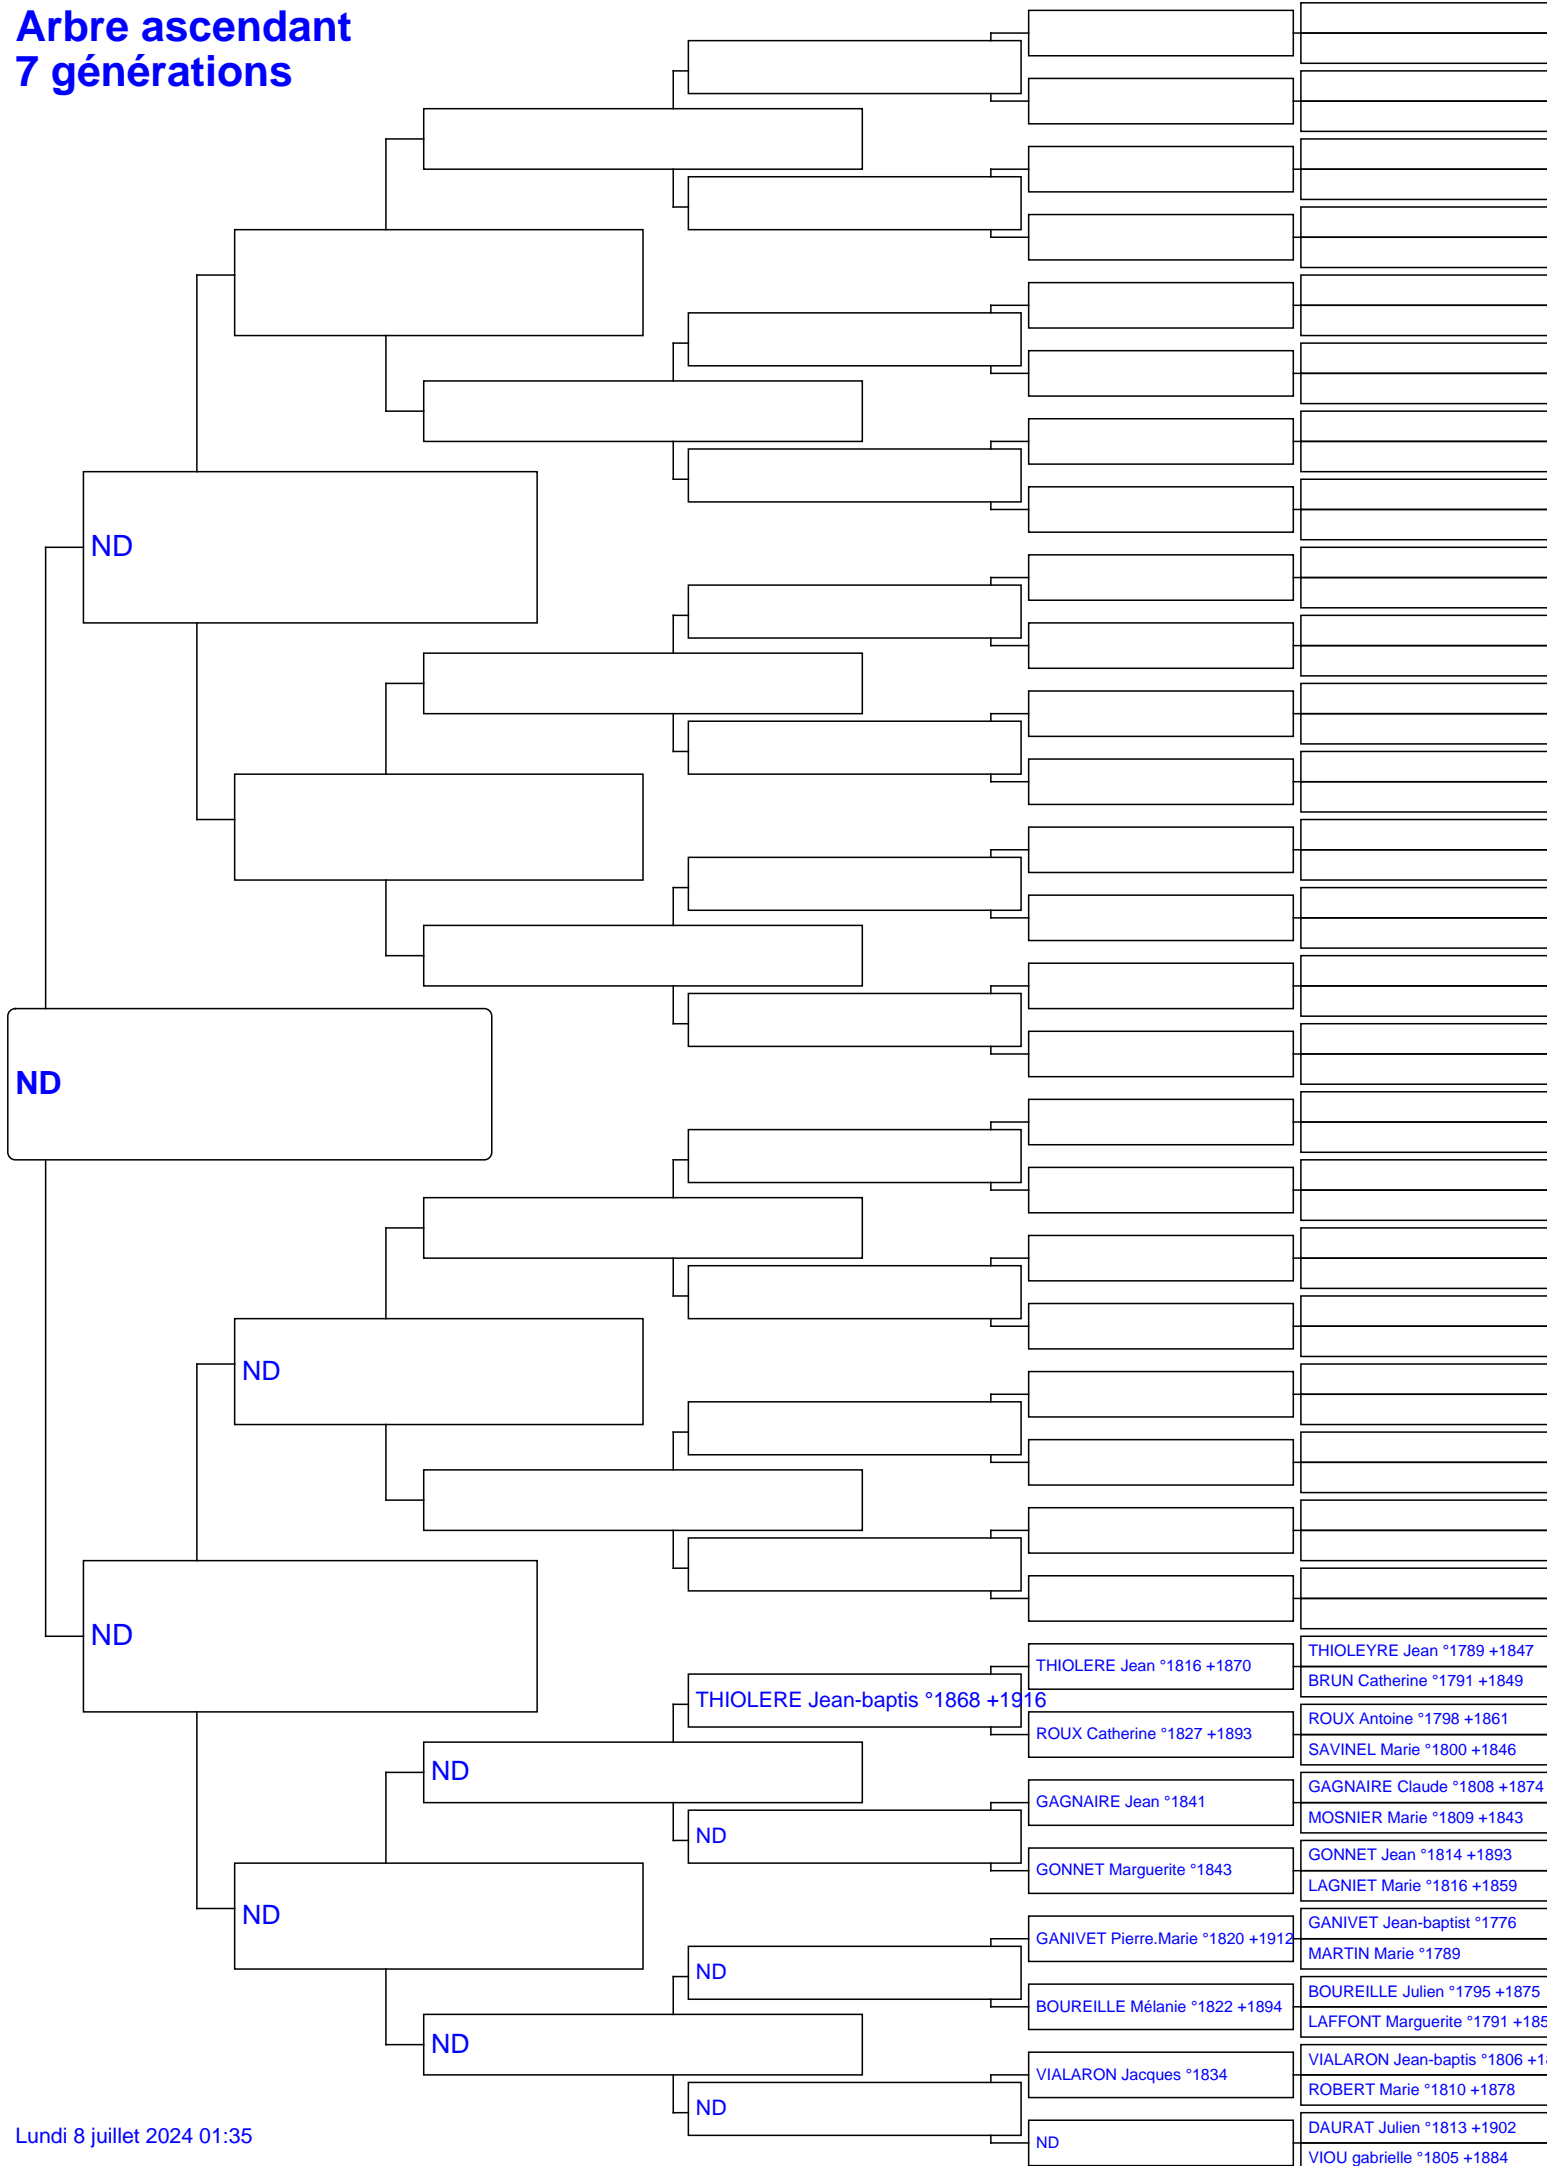 Arbre ascendant
7 générations
ND
ND
ND
ND
THIOLERE Jean °1816 +1870
THIOLEYRE Jean °1789 +1847
BRUN Catherine °1791 +1849
THIOLERE Jean-baptis °1868 +1916
ROUX Catherine °1827 +1893
ROUX Antoine °1798 +1861
SAVINEL Marie °1800 +1846
ND
GAGNAIRE Jean °1841
GAGNAIRE Claude °1808 +1874
MOSNIER Marie °1809 +1843
ND
GONNET Marguerite °1843
GONNET Jean °1814 +1893
LAGNIET Marie °1816 +1859
ND
GANIVET Pierre.Marie °1820 +1912
GANIVET Jean-baptist °1776
MARTIN Marie °1789
ND
BOUREILLE Mélanie °1822 +1894
BOUREILLE Julien °1795 +1875
LAFFONT Marguerite °1791
ND
VIALARON Jacques °1834
VIALARON Jean-baptis °1806
ROBERT Marie °1810 +1878
ND
ND
DAURAT Julien °1813 +1902
VIOU gabrielle °1805 +1884
Lundi 8 juillet 2024 01:35